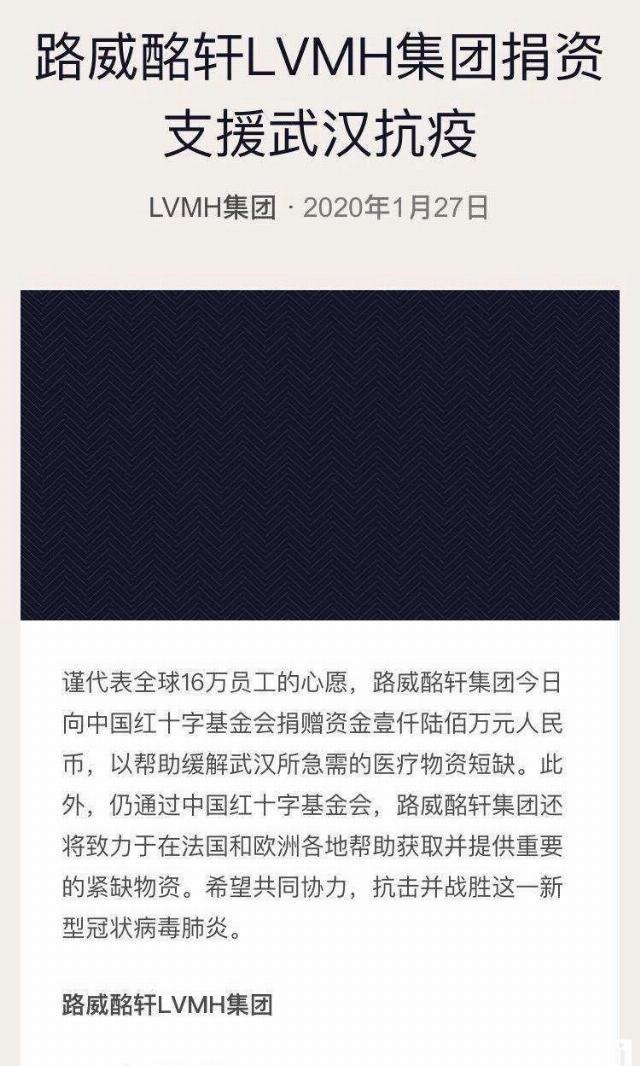 路威酩轩LVMH集团捐资
支援武汉抗疫
LVMH集团 · 2020年1月27日
谨代表全球16万员工的心愿，路威酩轩集团今日
向中国红十字基金会捐赠资金壹仟陆佰万元人民
币，以帮助缓解武汉所急需的医疗物资短缺。此
外，仍通过中国红十字基金会，路威酩轩集团还
将致力于在法国和欧洲各地帮助获取并提供重要
的紧缺物资。希望共同协力，抗击并战胜这一新
型冠状病毒肺炎。
路威酩轩LVMH集团